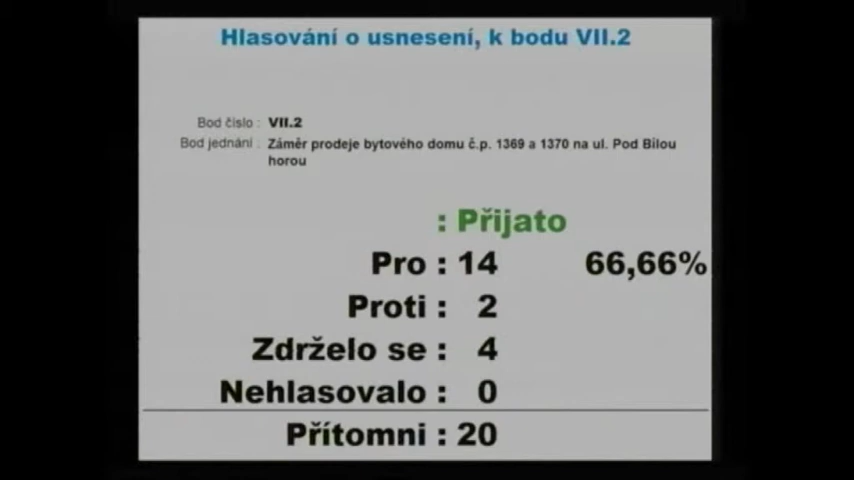 Hlasování o usnesení, k bodu VII.2
Bod číslo : VII.2
Bod jednání : Záměr prodeje bytového domu č.p. 1369 a 1370 na ul. Pod Bílou
horou
: Přijato
Pro : 14 66,66%
Proti : 2
Zdrželo se : 4
Nehlasovalo : 0
Přítomni : 20